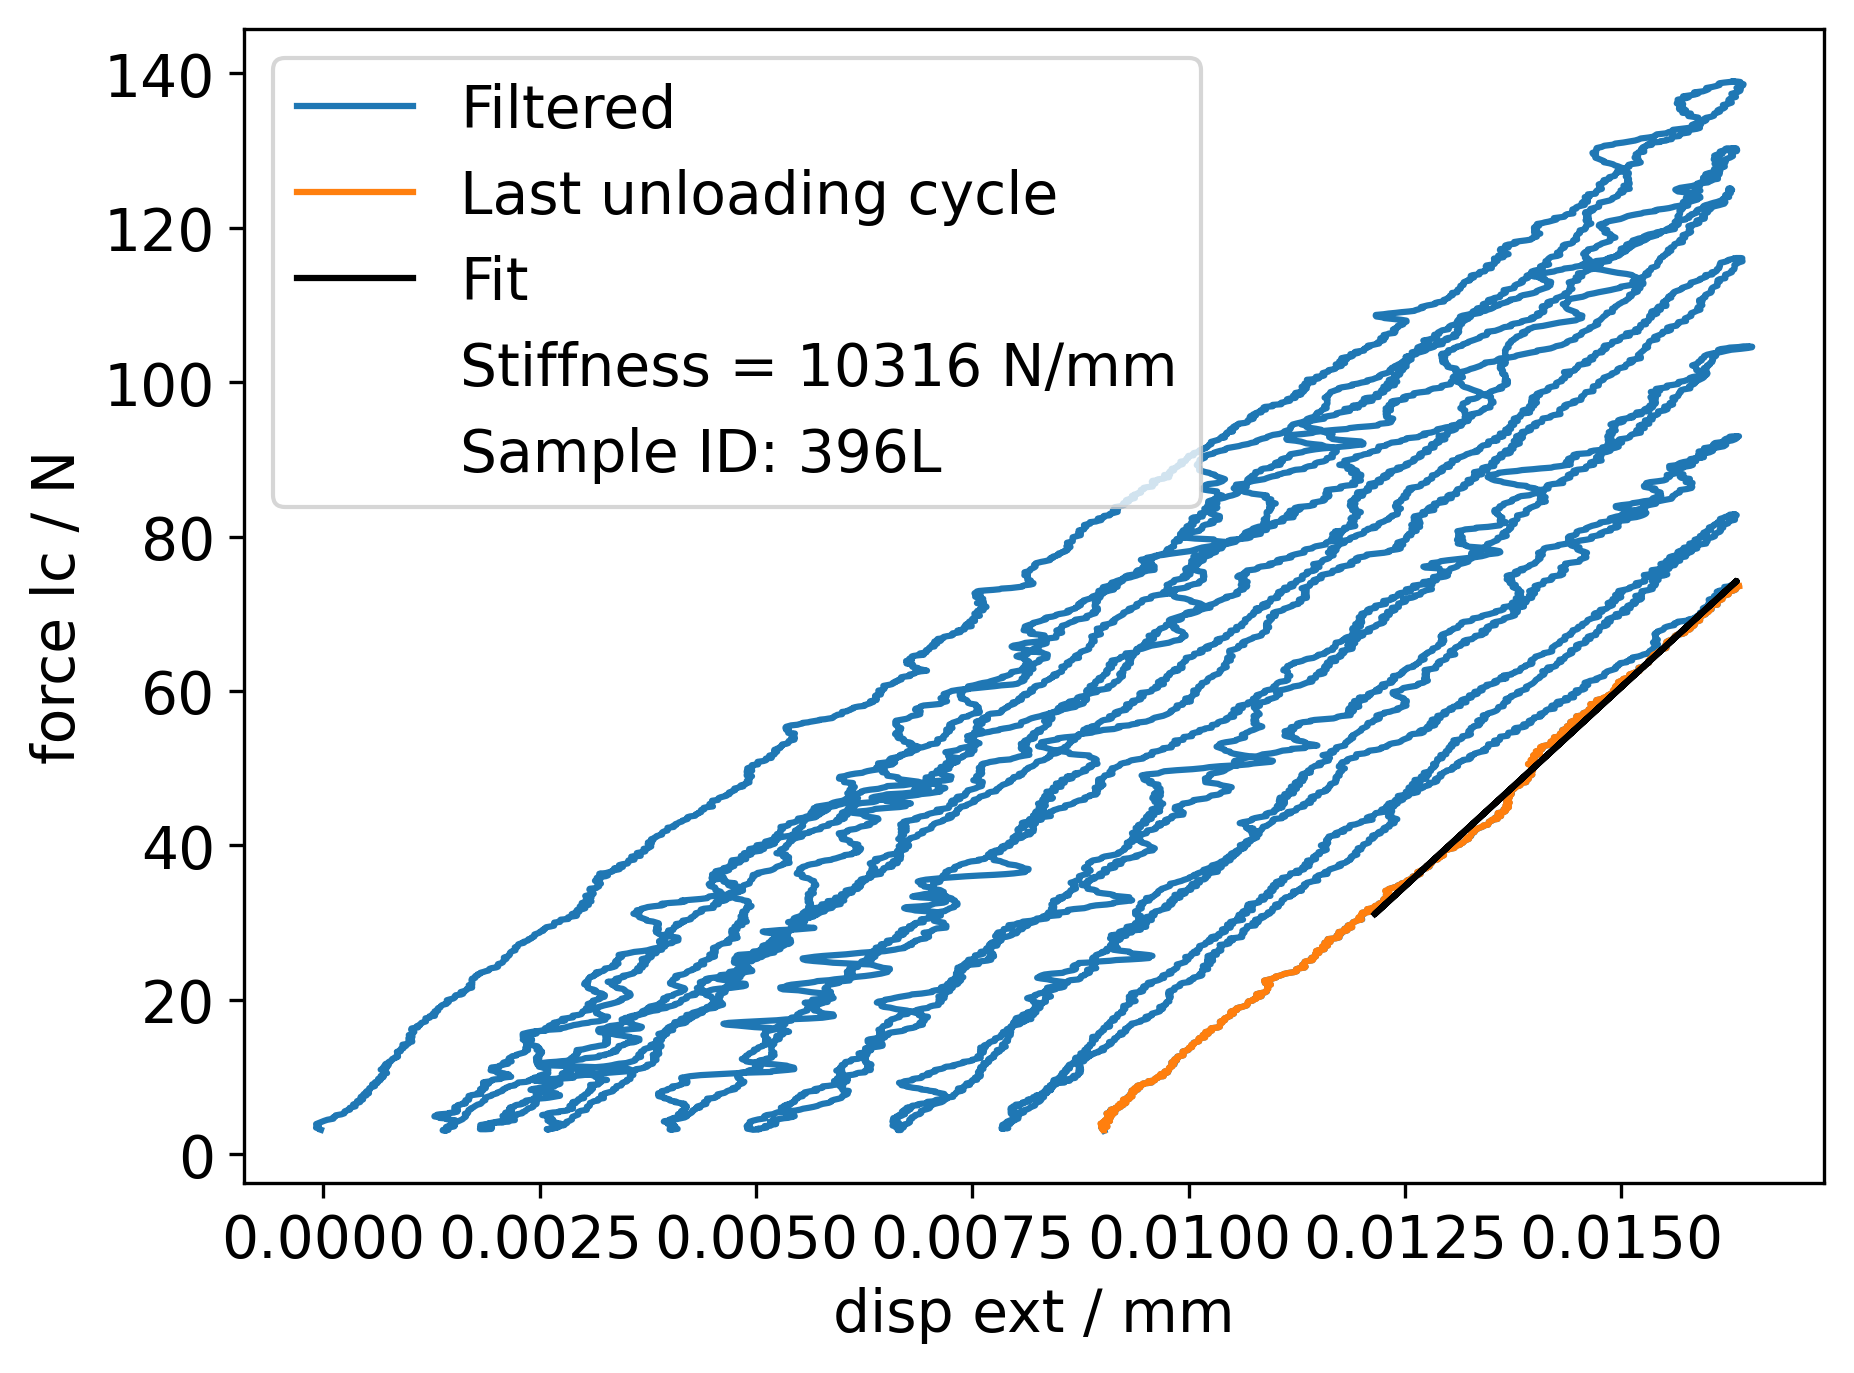 140
120
100
80
60
40
20
0
force lc / N
Filtered
Last unloading cycle
Fit
Stiffness = 10316 N/mm
Sample ID: 396L
0.0000 0.0025 0.0050 0.0075 0.0100 0.0125 0.0150
disp ext / mm